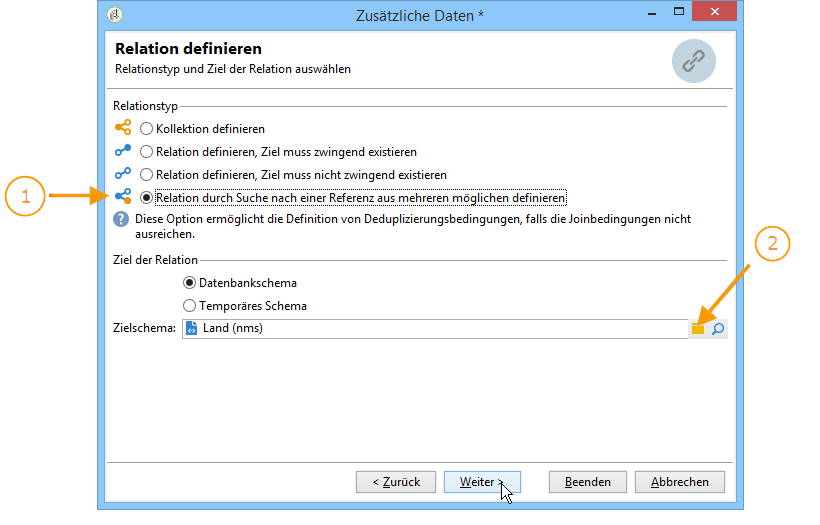 Zusätzliche Daten *
Relation definieren
Relationstyp und Ziel der Relation auswählen
Relationstyp
Kollektion definieren
Relation definieren, Ziel muss zwingend existieren
Relation definieren, Ziel muss nicht zwingend existieren
1
Relation durch Suche nach einer Referenz aus mehreren möglichen definieren
? Diese Option ermöglicht die Definition von Deduplizierungsbedingungen, falls die Joinbedingungen nicht
ausreichen.
2
Ziel der Relation
Datenbankschema
Temporäres Schema
Zielschema: Land (nms)
< Zurück Weiter > Beenden Abbrechen